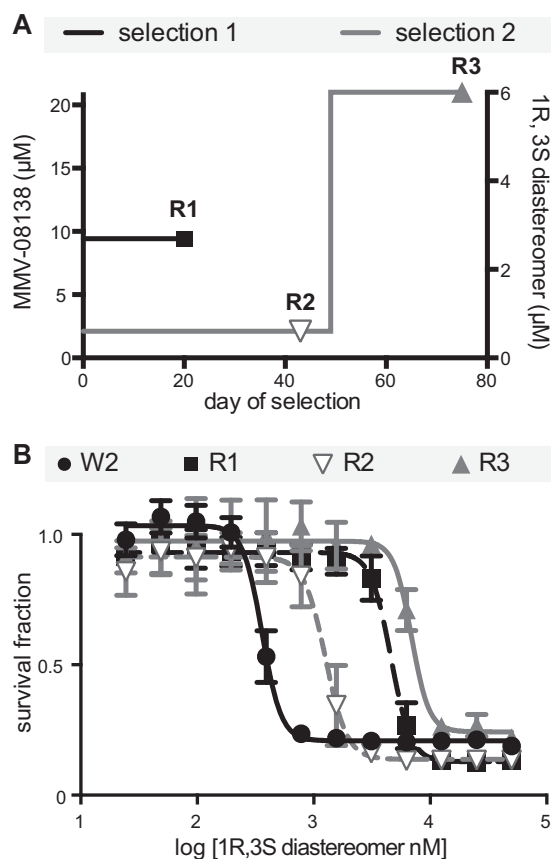 A
selection 1
selection 2
MMV-08138 (µM)
20
15
10
5
0
R1
R2
R3
6
4
2
0
1R, 3S diastereomer (µM)
0 20 40 60 80
day of selection
B
W2 R1 R2 R3
survival fraction
1.0
0.5
0
1 2 3 4 5
log [1R,3S diastereomer nM]